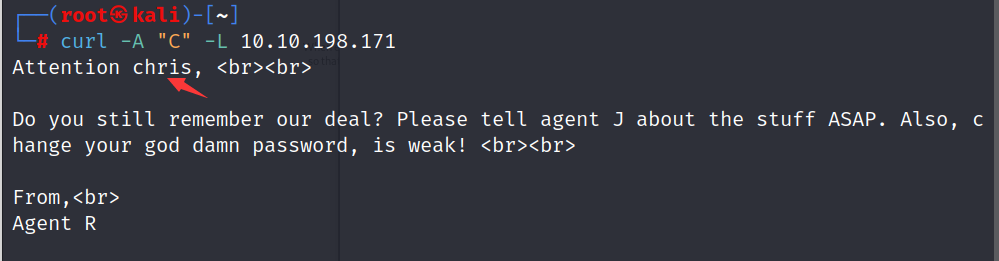 ┌──(root㉿kali)-[~]
└─# curl -A "C" -L 10.10.198.171
Attention chris, <br><br>
Do you still remember our deal? Please tell agent J about the stuff ASAP. Also, c
hange your god damn password, is weak! <br><br>
From,<br>
Agent R